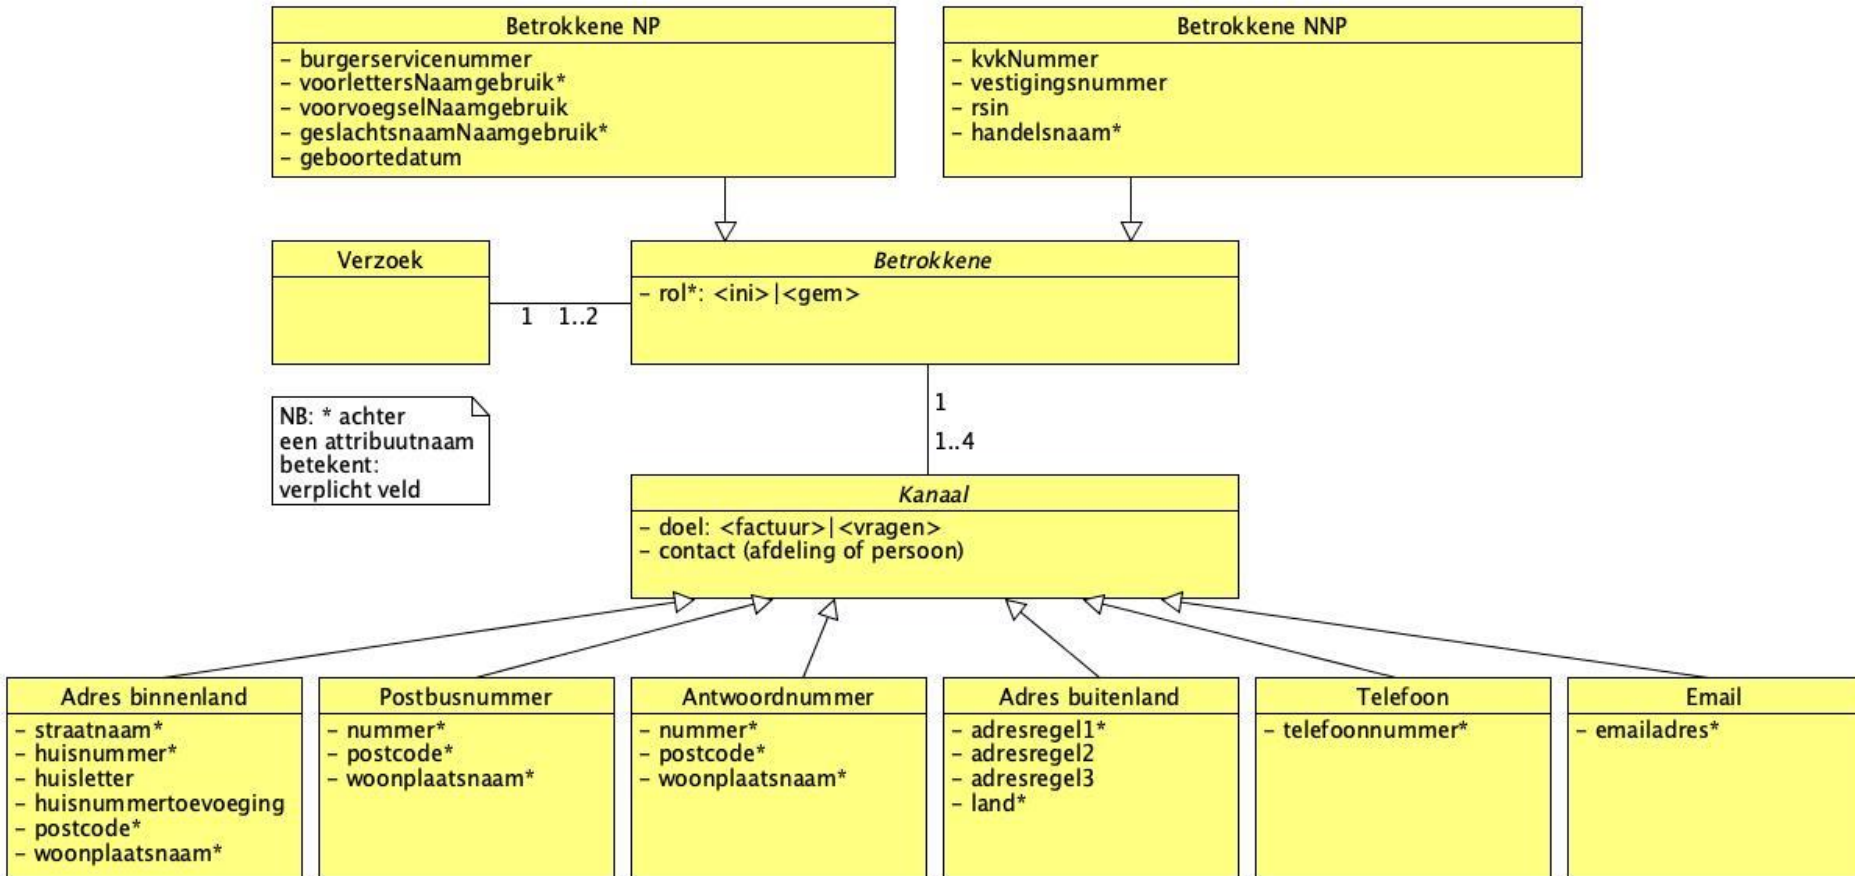 Betrokkene NP
- burgerservicenummer
- voorlettersNaamgebruik*
- voorvoegselNaamgebruik
- geslachtsnaamNaamgebruik*
- geboortedatum
Betrokkene NNP
- kvkNummer
- vestigingsnummer
- rsin
- handelsnaam*
Verzoek
1 1..2
Betrokkene
- rol*: <ini>|<gem>
NB: * achter
een attribuutnaam
betekent:
verplicht veld
1
1..4
Kanaal
- doel: <factuur>|<vragen>
- contact (afdeling of persoon)
Adres binnenland
- straatnaam*
- huisnummer*
- huisletter
- huisnummertoevoeging
- postcode*
- woonplaatsnaam*
Postbusnummer
- nummer*
- postcode*
- woonplaatsnaam*
Antwoordnummer
- nummer*
- postcode*
- woonplaatsnaam*
Adres buitenland
- adresregel1*
- adresregel2
- adresregel3
- land*
Telefoon
- telefoonnummer*
Email
- emailadres*